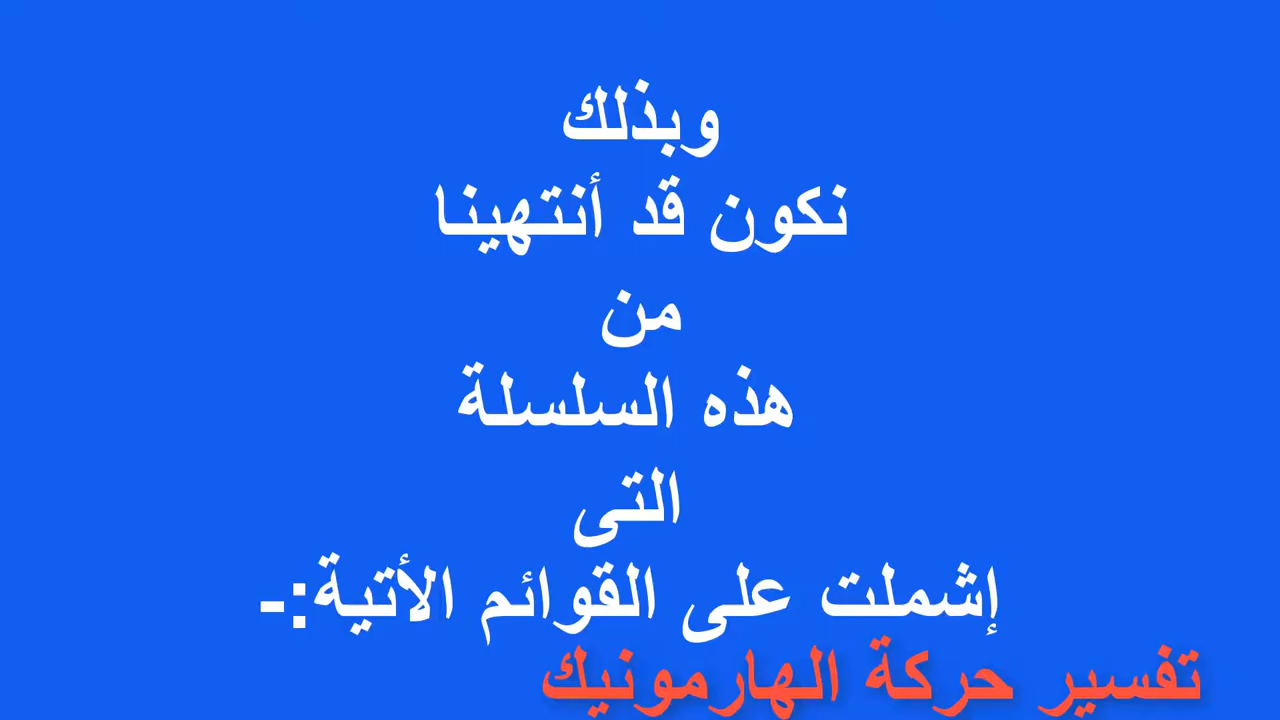 وبذلك
نكون قد أنتهينا
من
هذه السلسلة
التى
إشملت على القوائم الأتية:-
تفسير حركة الهارمونيك